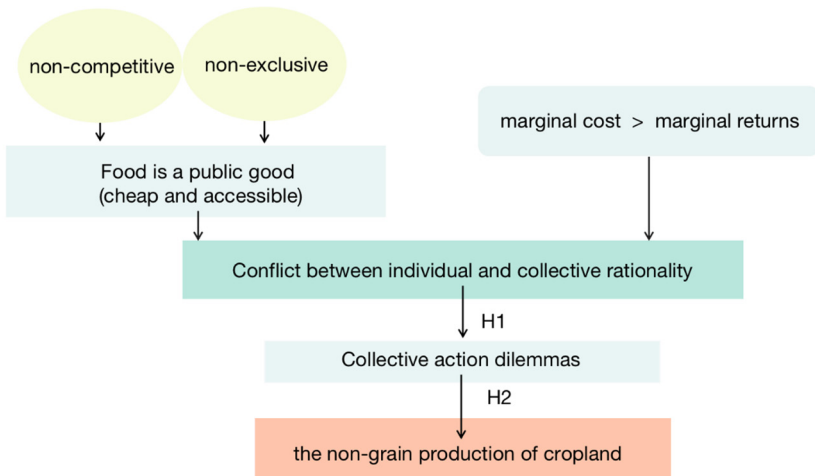 non-competitive
non-exclusive
marginal cost > marginal returns
Food is a public good
(cheap and accessible)
Conflict between individual and collective rationality
H1
Collective action dilemmas
H2
the non-grain production of cropland